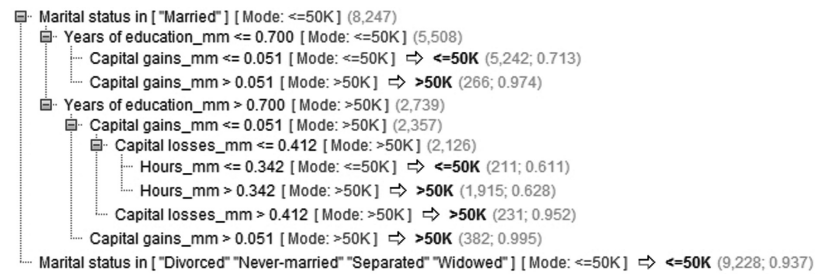 Marital status in [ "Married" ] [ Mode: <=50K ] (8,247)
Years of education_mm <= 0.700 [ Mode: <=50K ] (5,508)
Capital gains_mm <= 0.051 [ Mode: <=50K ] ⇨ <=50K (5,242; 0.713)
Capital gains_mm > 0.051 [ Mode: >50K ] ⇨ >50K (266; 0.974)
Years of education_mm > 0.700 [ Mode: >50K ] (2,739)
Capital gains_mm <= 0.051 [ Mode: >50K ] (2,357)
Capital losses_mm <= 0.412 [ Mode: >50K ] (2,126)
Hours_mm <= 0.342 [ Mode: <=50K ] ⇨ <=50K (211; 0.611)
Hours_mm > 0.342 [ Mode: >50K ] ⇨ >50K (1,915; 0.628)
Capital losses_mm > 0.412 [ Mode: >50K ] ⇨ >50K (231; 0.952)
Capital gains_mm > 0.051 [ Mode: >50K ] ⇨ >50K (382; 0.995)
Marital status in [ "Divorced" "Never-married" "Separated" "Widowed" ] [ Mode: <=50K ] ⇨ <=50K (9,228; 0.937)